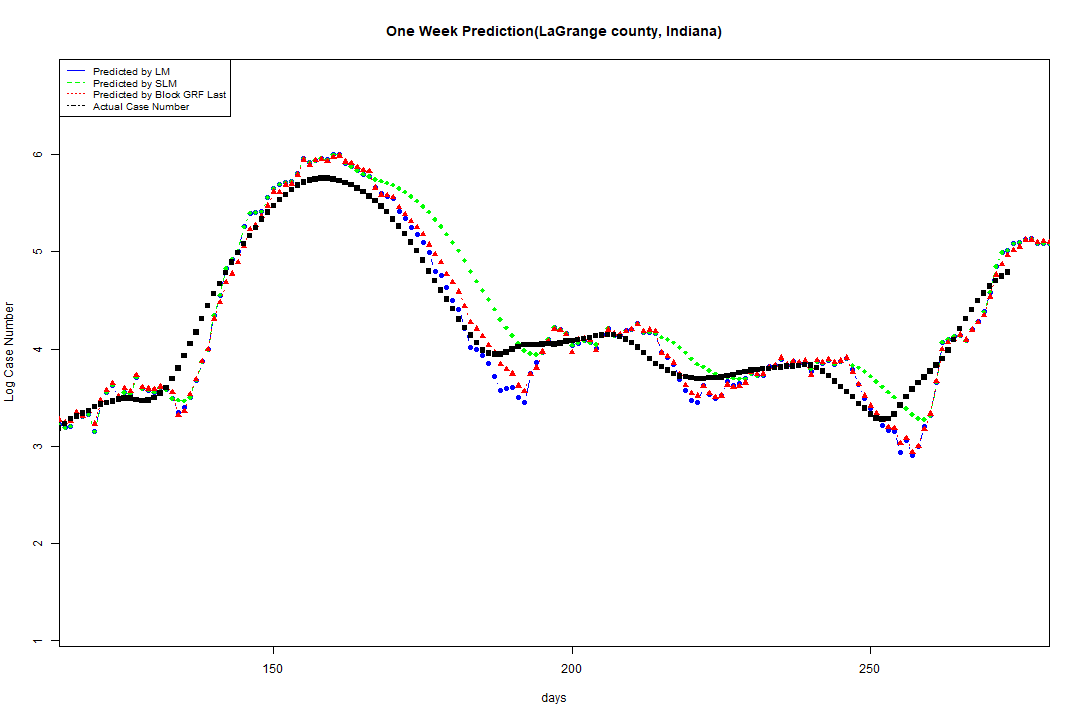 One Week Prediction(LaGrange county, Indiana)
Predicted by LM
Predicted by SLM
Predicted by Block GRF Last
Actual Case Number
6
5
4
3
2
1
Log Case Number
150 200 250
days